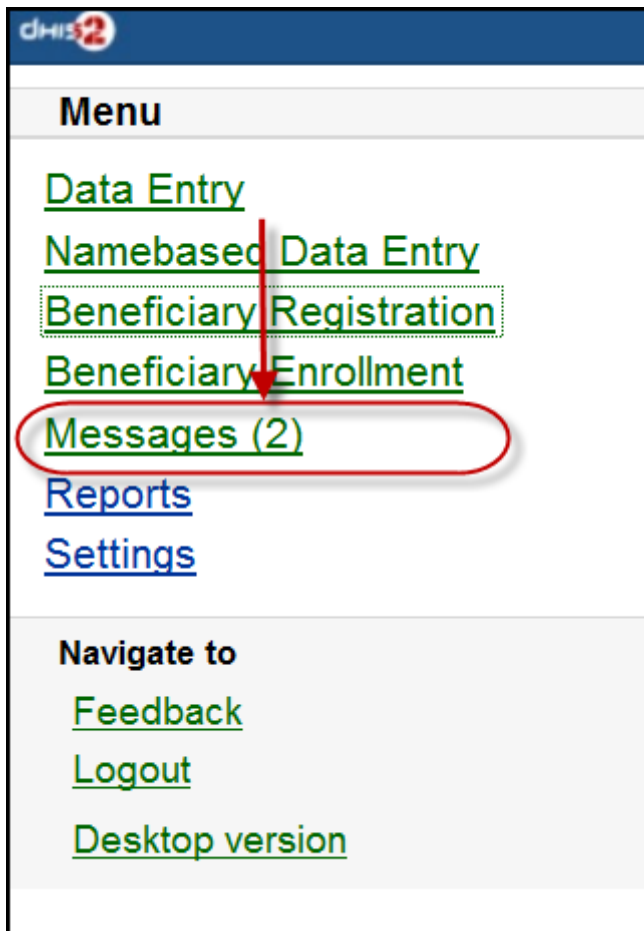 dHIS2
Menu
Data Entry
Namebased Data Entry
Beneficiary Registration
Beneficiary Enrollment
Messages (2)
Reports
Settings
Navigate to
Feedback
Logout
Desktop version